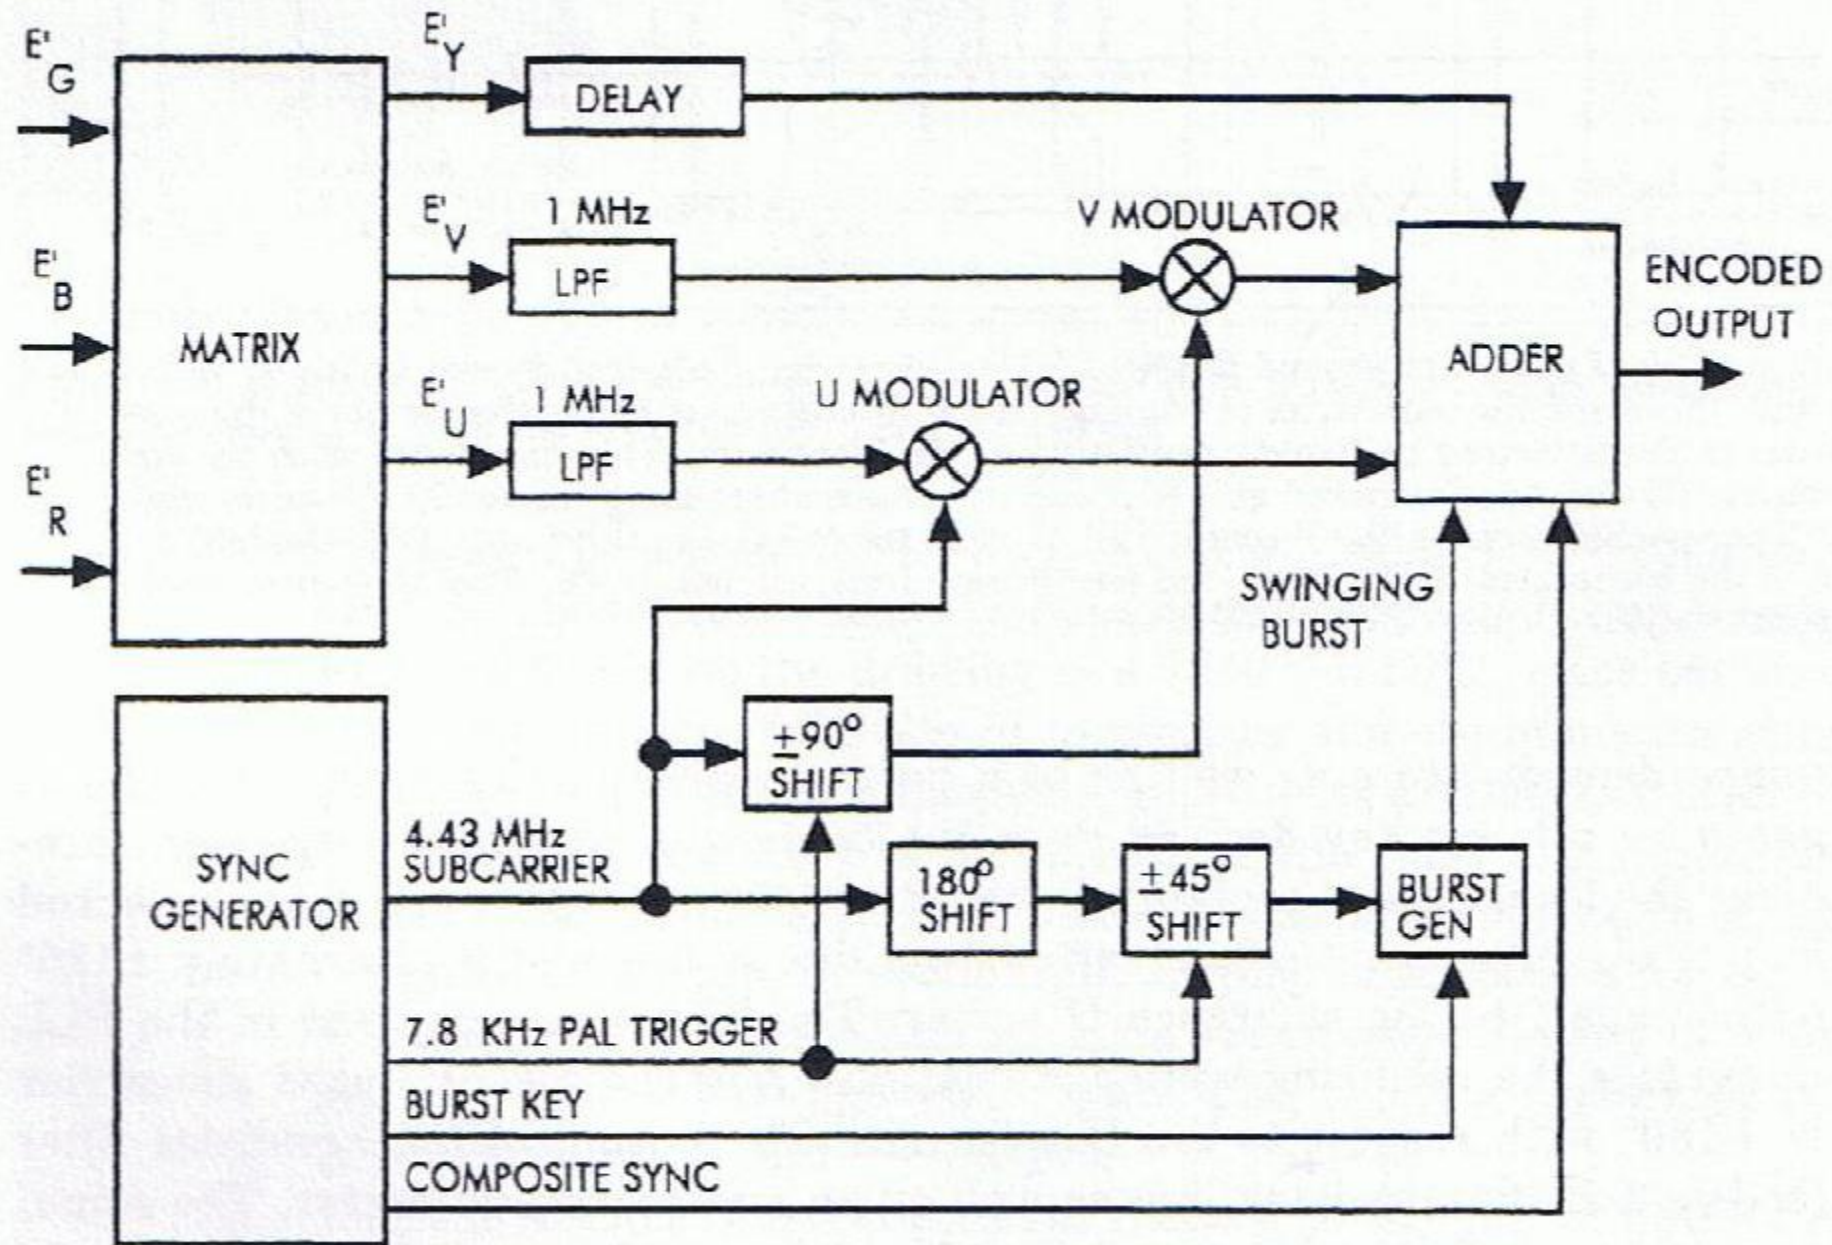 E'G
E'Y
DELAY
E'V
1 MHz
LPF
V MODULATOR
E'B
MATRIX
E'U
1 MHz
LPF
U MODULATOR
ADDER
ENCODED
OUTPUT
E'R
SWINGING
BURST
±90°
SHIFT
SYNC
GENERATOR
4.43 MHz
SUBCARRIER
180°
SHIFT
±45°
SHIFT
BURST
GEN
7.8 KHz PAL TRIGGER
BURST KEY
COMPOSITE SYNC